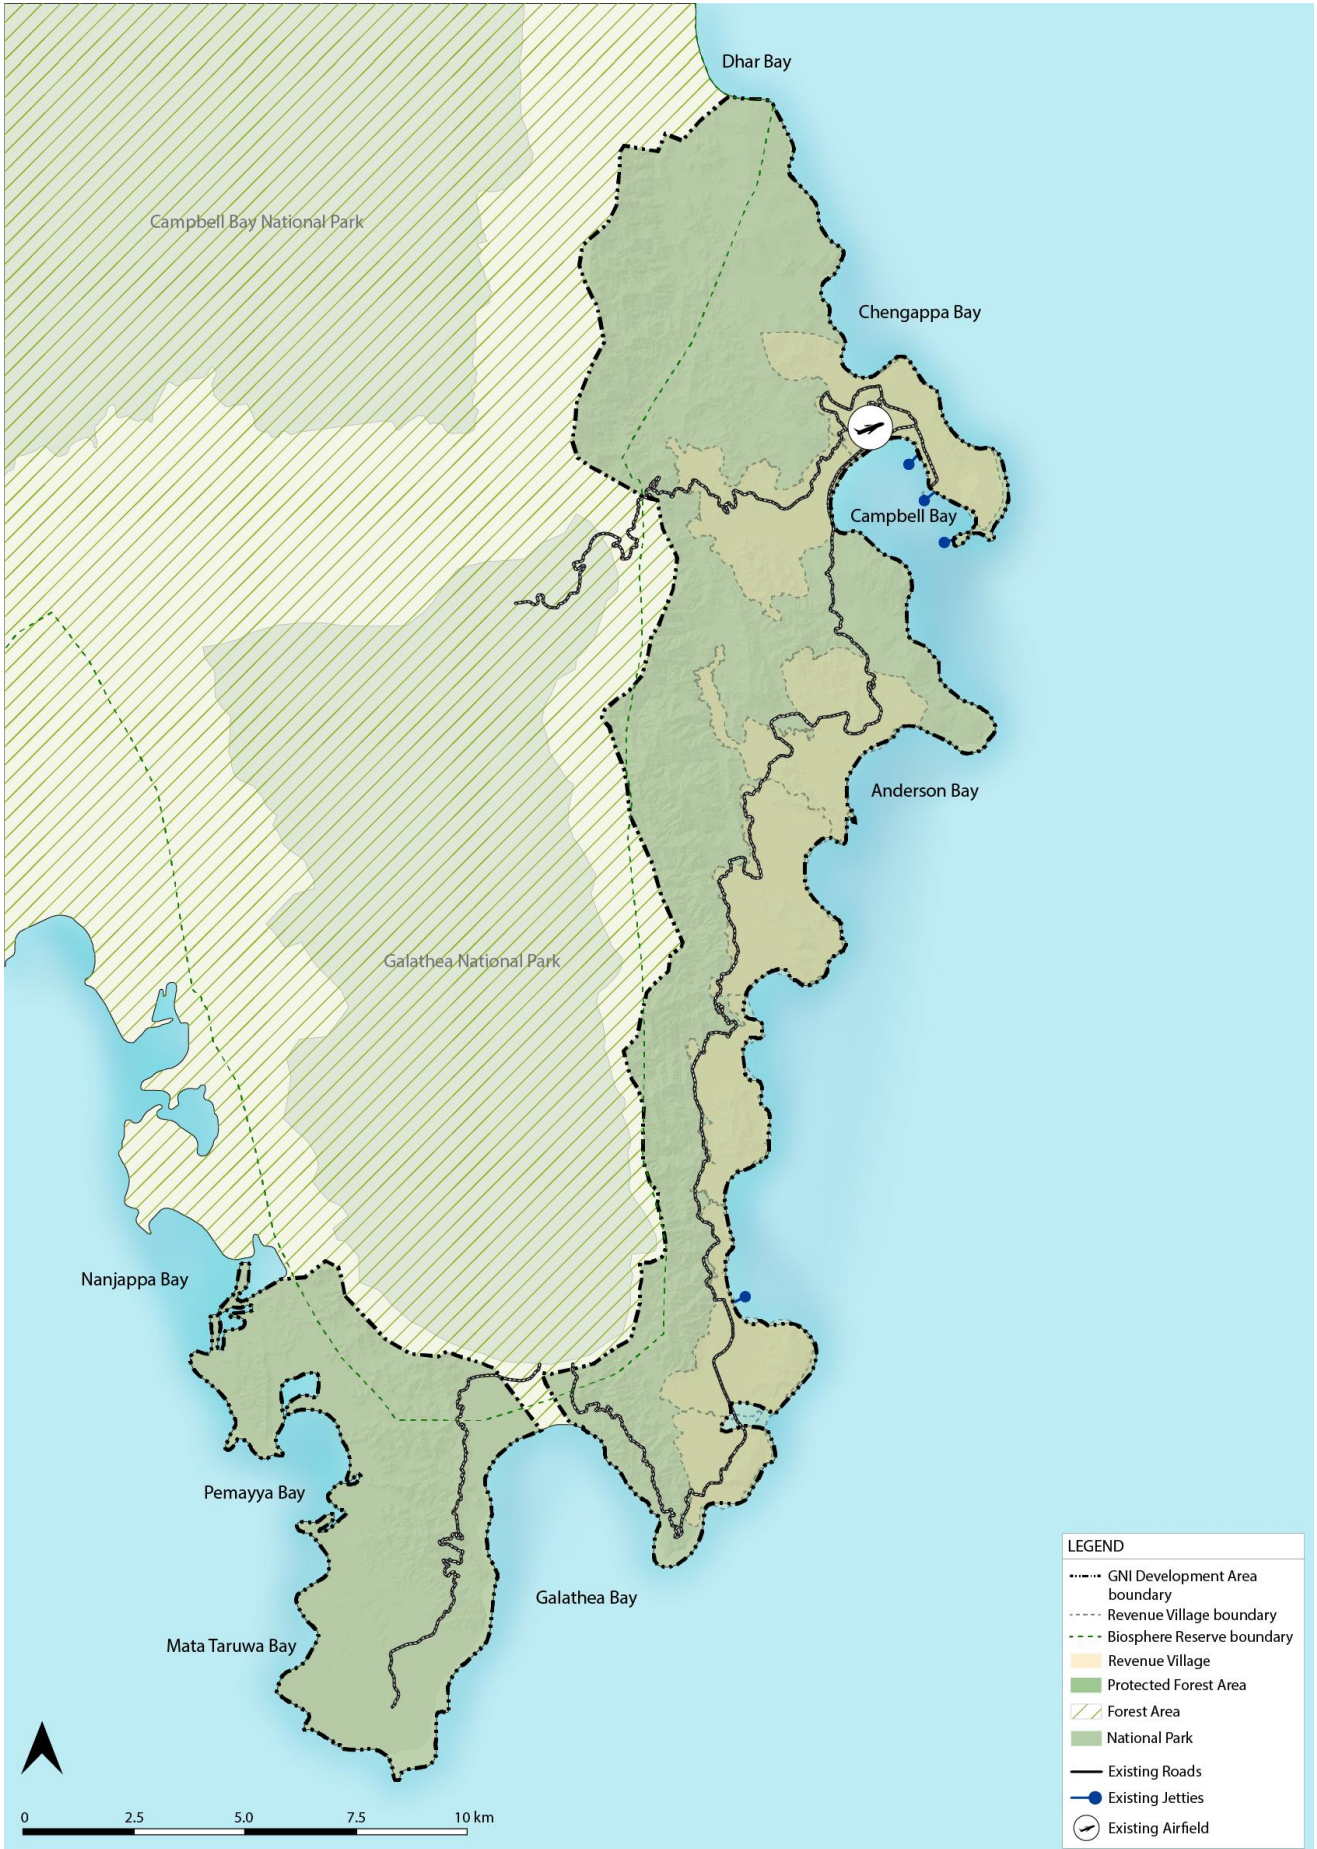 Dhar Bay
Campbell Bay National Park
Chengappa Bay
Campbell Bay
Anderson Bay
Galathea National Park
Nanjappa Bay
Pemayya Bay
Galathea Bay
Mata Taruwa Bay
LEGEND
GNI Development Area
boundary
Revenue Village boundary
Biosphere Reserve boundary
Revenue Village
Protected Forest Area
Forest Area
National Park
Existing Roads
Existing Jetties
Existing Airfield
0 2.5 5.0 7.5 10 km